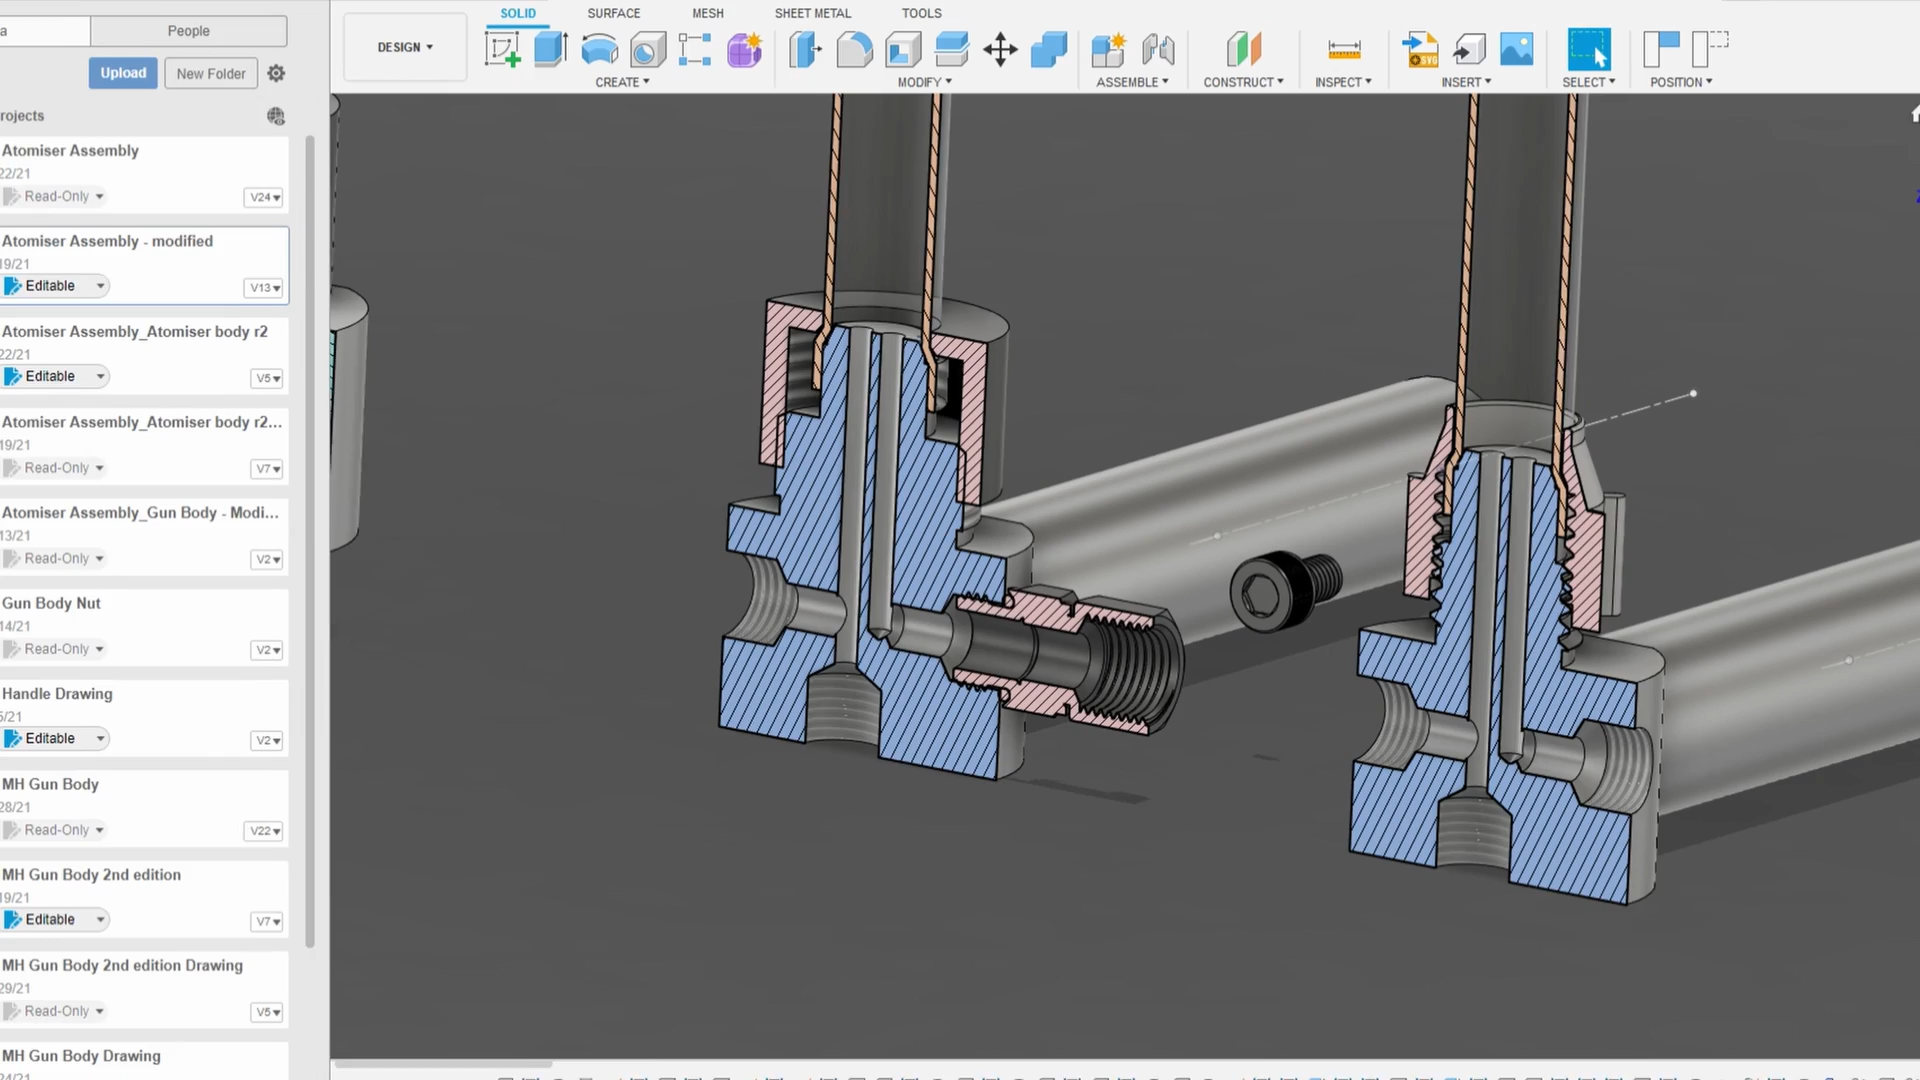 a
People
Upload
New Folder
rojects
Atomiser Assembly
22/21
Read-Only
V24
Atomiser Assembly - modified
19/21
Editable
V13
Atomiser Assembly_Atomiser body r2
22/21
Editable
V5
Atomiser Assembly_Atomiser body r2...
19/21
Read-Only
V7
Atomiser Assembly_Gun Body - Modi...
13/21
Read-Only
V2
Gun Body Nut
14/21
Read-Only
V2
Handle Drawing
5/21
Editable
V2
MH Gun Body
28/21
Read-Only
V22
MH Gun Body 2nd edition
19/21
Editable
V7
MH Gun Body 2nd edition Drawing
29/21
Read-Only
V5
MH Gun Body Drawing
DESIGN
SOLID
SURFACE
MESH
SHEET METAL
TOOLS
CREATE
MODIFY
ASSEMBLE
CONSTRUCT
INSPECT
SVG
INSERT
SELECT
POSITION